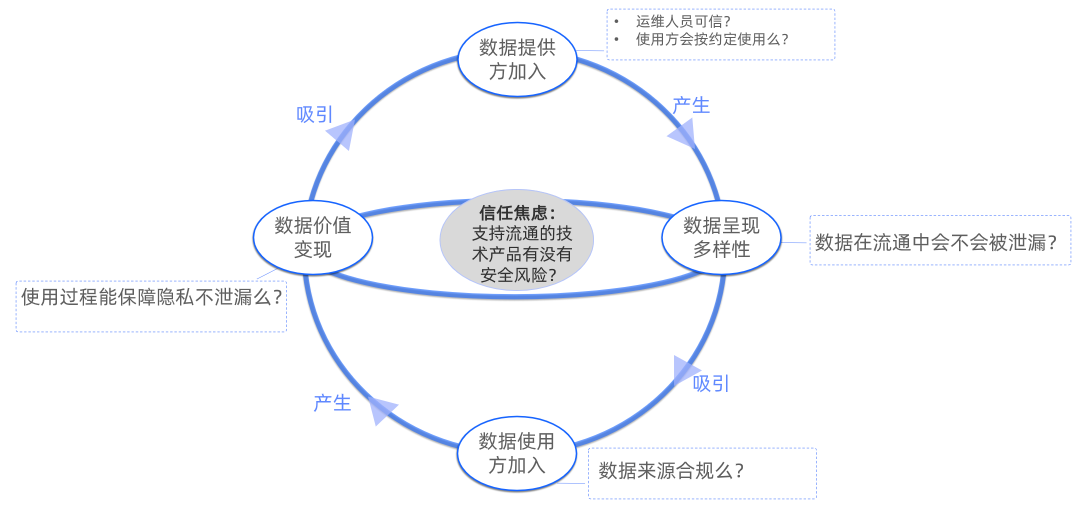 • 运维人员可信？
• 使用方会按约定使用么？
数据提供
方加入
吸引
产生
数据价值
变现
信任焦虑：
支持流通的技
术产品有没有
安全风险？
数据呈现
多样性
数据在流通中会不会被泄漏？
使用过程能保障隐私不泄漏么？
产生
吸引
数据使用
方加入
数据来源合规么？